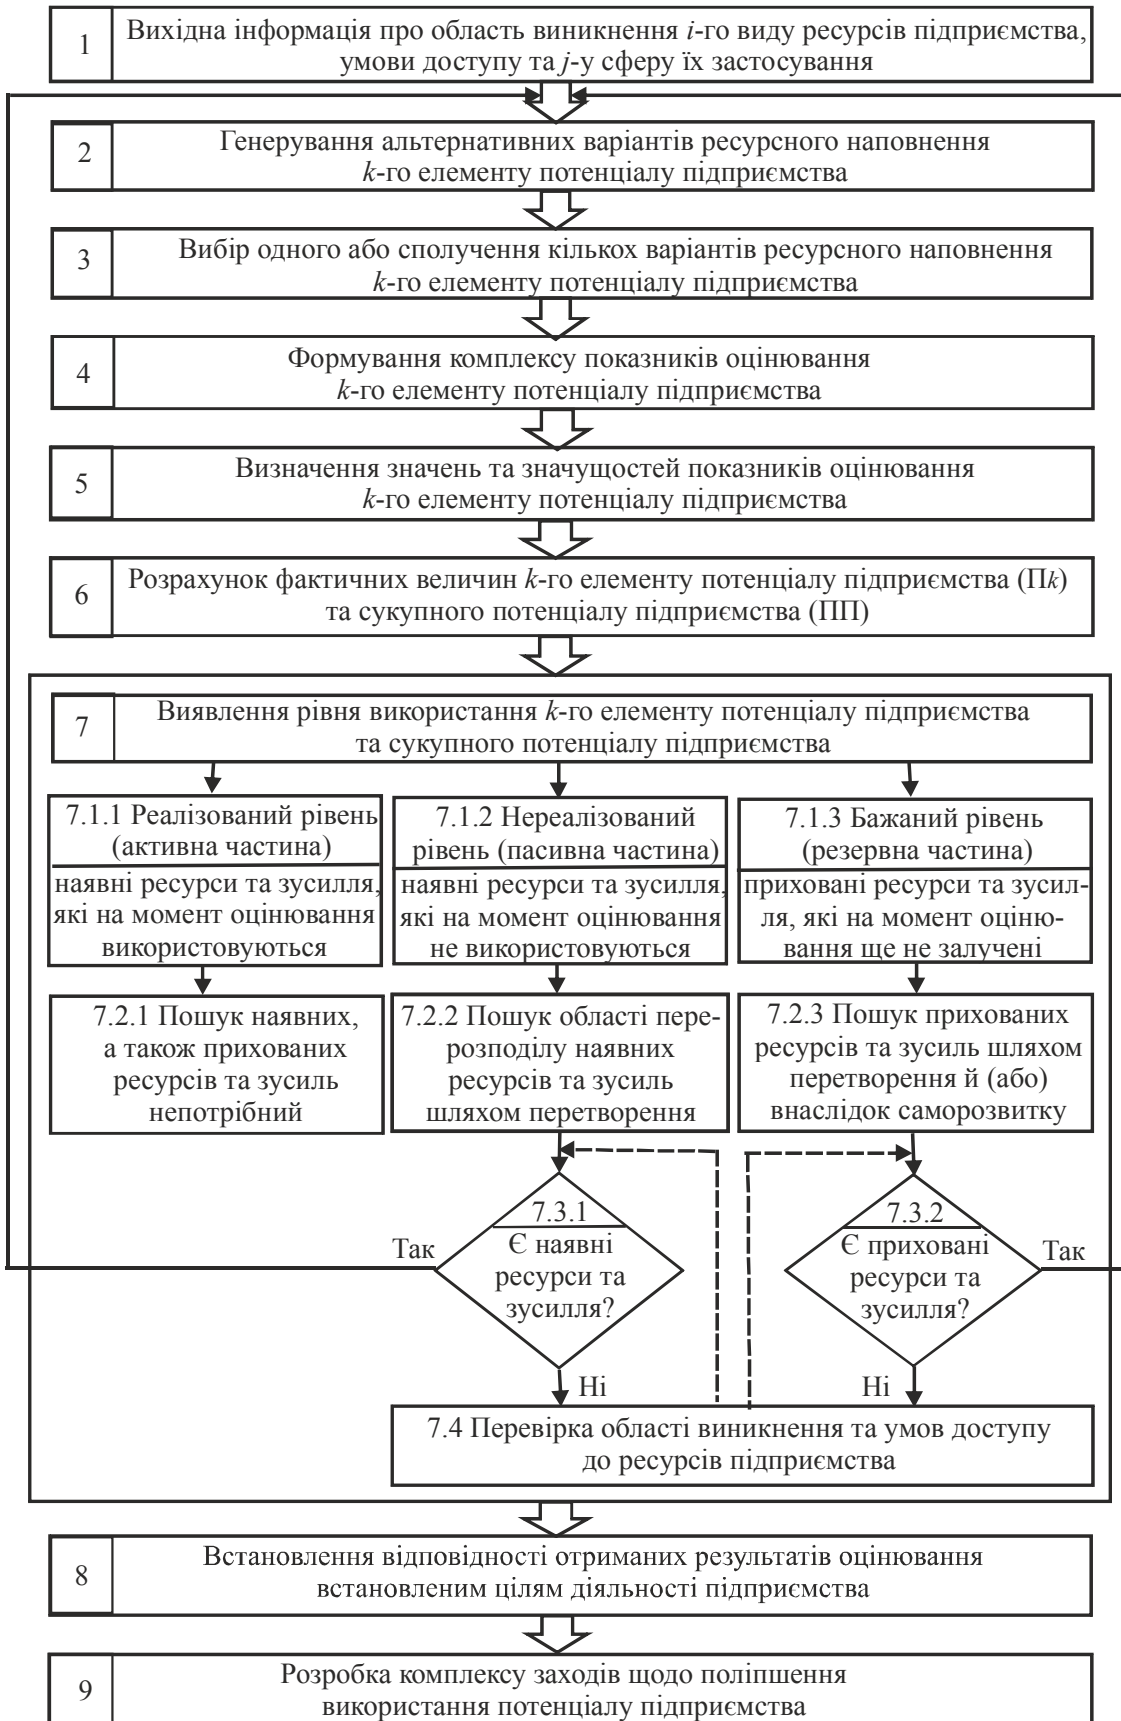 1
Вихідна інформація про область виникнення i-го виду ресурсів підприємства,
умови доступу та j-у сферу їх застосування
2
Генерування альтернативних варіантів ресурсного наповнення
k-го елементу потенціалу підприємства
3
Вибір одного або сполучення кількох варіантів ресурсного наповнення
k-го елементу потенціалу підприємства
4
Формування комплексу показників оцінювання
k-го елементу потенціалу підприємства
5
Визначення значень та значущостей показників оцінювання
k-го елементу потенціалу підприємства
6
Розрахунок фактичних величин k-го елементу потенціалу підприємства (Пk)
та сукупного потенціалу підприємства (ПП)
7
Виявлення рівня використання k-го елементу потенціалу підприємства
та сукупного потенціалу підприємства
7.1.1 Реалізований рівень
(активна частина)
наявні ресурси та зусилля,
які на момент оцінювання
використовуються
7.1.2 Нереалізований
рівень (пасивна частина)
наявні ресурси та зусилля,
які на момент оцінювання
не використовуються
7.1.3 Бажаний рівень
(резервна частина)
приховані ресурси та зусил-
ля, які на момент оціню-
вання ще не залучені
7.2.1 Пошук наявних,
а також прихованих
ресурсів та зусиль
непотрібний
7.2.2 Пошук області пере-
розподілу наявних
ресурсів та зусиль
шляхом перетворення
7.2.3 Пошук прихованих
ресурсів та зусиль шляхом
перетворення й (або)
внаслідок саморозвитку
7.3.1
Є наявні
ресурси та
зусилля?
Так
Ні
7.3.2
Є приховані
ресурси та
зусилля?
Так
Ні
7.4 Перевірка області виникнення та умов доступу
до ресурсів підприємства
8
Встановлення відповідності отриманих результатів оцінювання
встановленим цілям діяльності підприємства
9
Розробка комплексу заходів щодо поліпшення
використання потенціалу підприємства